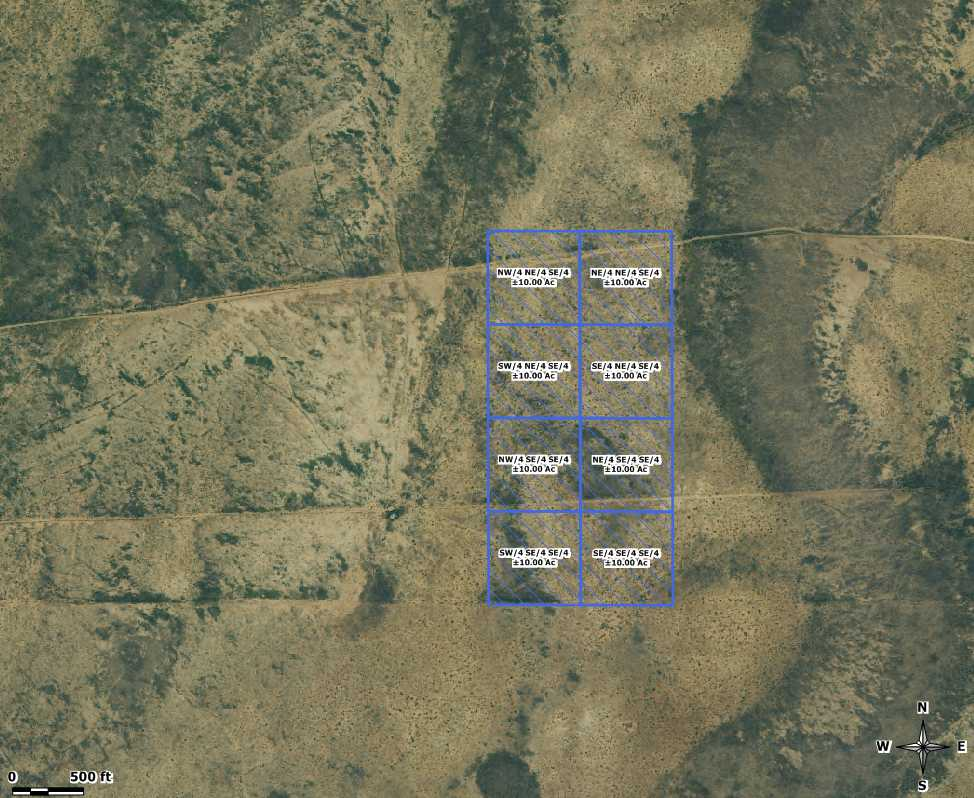 NW/4 NE/4 SE/4
±10.00 Ac
NE/4 NE/4 SE/4
±10.00 Ac
SW/4 NE/4 SE/4
±10.00 Ac
SE/4 NE/4 SE/4
±10.00 Ac
NW/4 SE/4 SE/4
±10.00 Ac
NE/4 SE/4 SE/4
±10.00 Ac
SW/4 SE/4 SE/4
±10.00 Ac
SE/4 SE/4 SE/4
±10.00 Ac
N
W E
S
0 500 ft